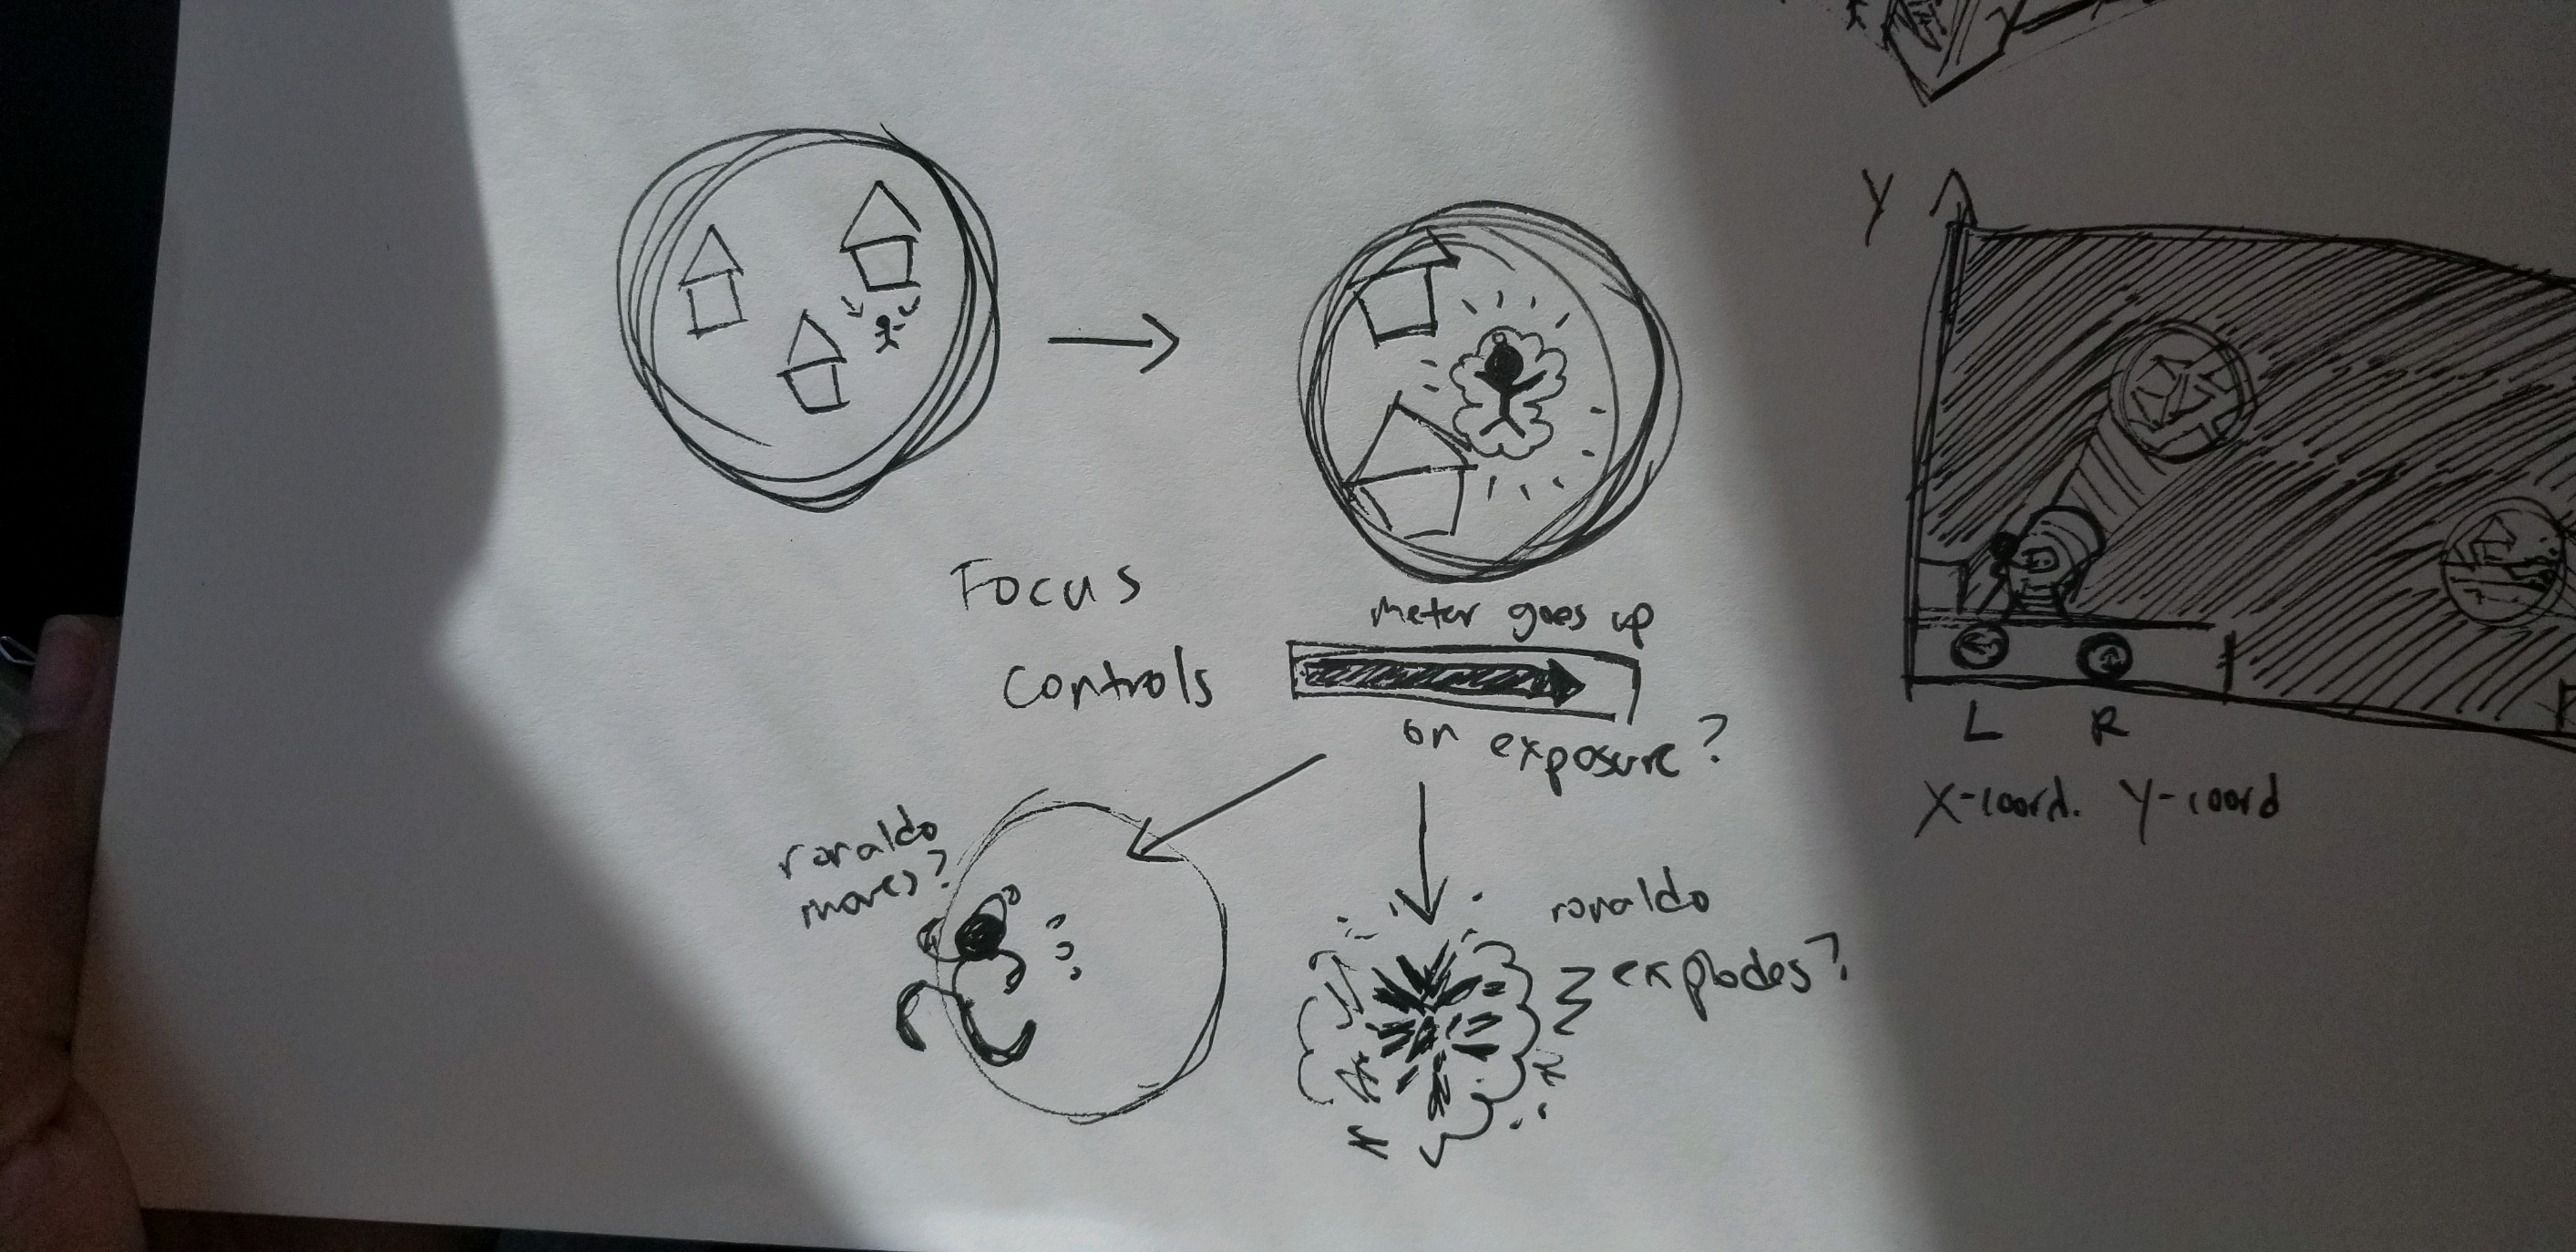 Focus
Controls
meter goes up
on exposure?
ronaldo
moves?
ronaldo
explodes?
Y
L R
X-coord. Y-coord